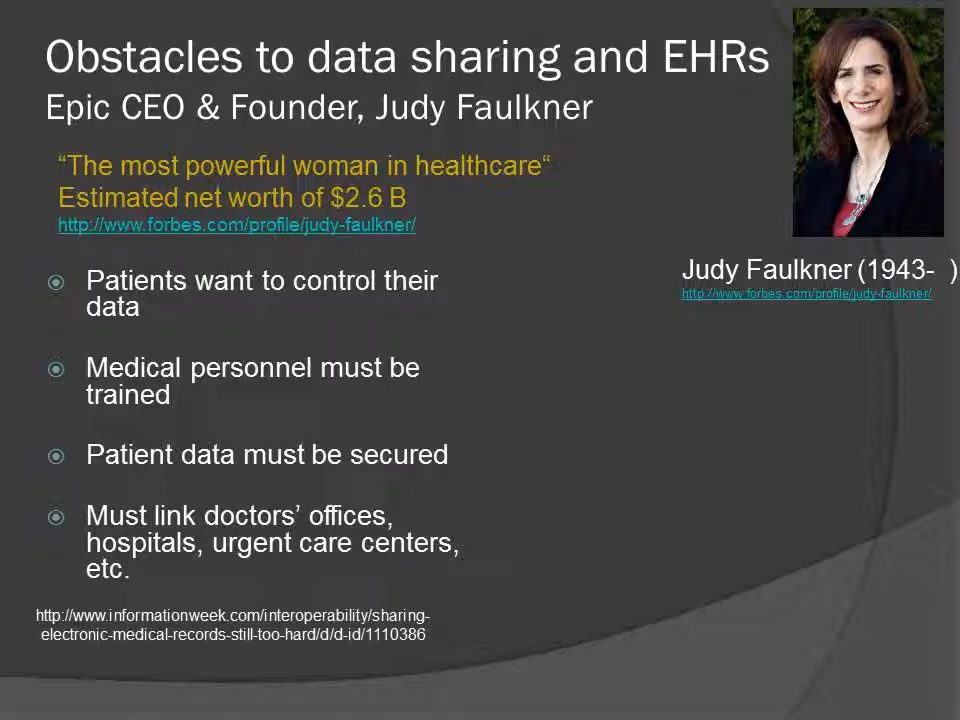 Obstacles to data sharing and EHRs
Epic CEO & Founder, Judy Faulkner
“The most powerful woman in healthcare“
Estimated net worth of $2.6 B
http://www.forbes.com/profile/judy-faulkner/
Judy Faulkner (1943-  )
http://www.forbes.com/profile/judy-faulkner/
Patients want to control their
data
Medical personnel must be
trained
Patient data must be secured
Must link doctors’ offices,
hospitals, urgent care centers,
etc.
http://www.informationweek.com/interoperability/sharing-
electronic-medical-records-still-too-hard/d/d-id/1110386